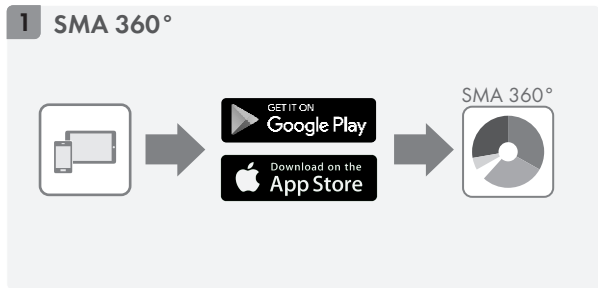 1 SMA 360°
SMA 360°
GET IT ON
Google Play
Download on the
App Store